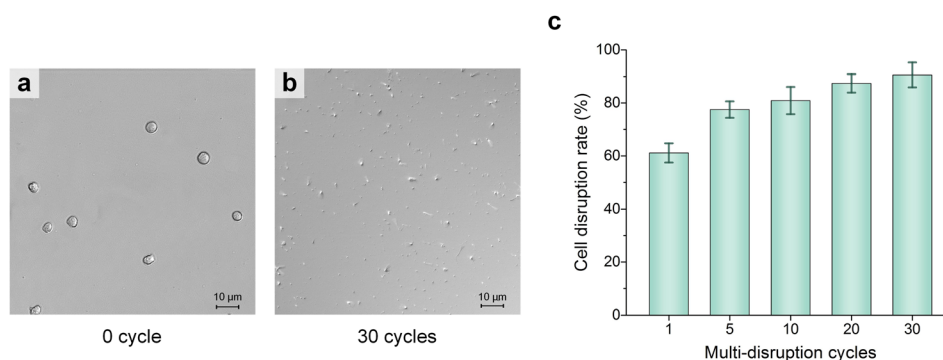 a
10 μm
0 cycle
b
10 μm
30 cycles
c
Cell disruption rate (%)
100
80
60
40
20
0
1 5 10 20 30
Multi-disruption cycles